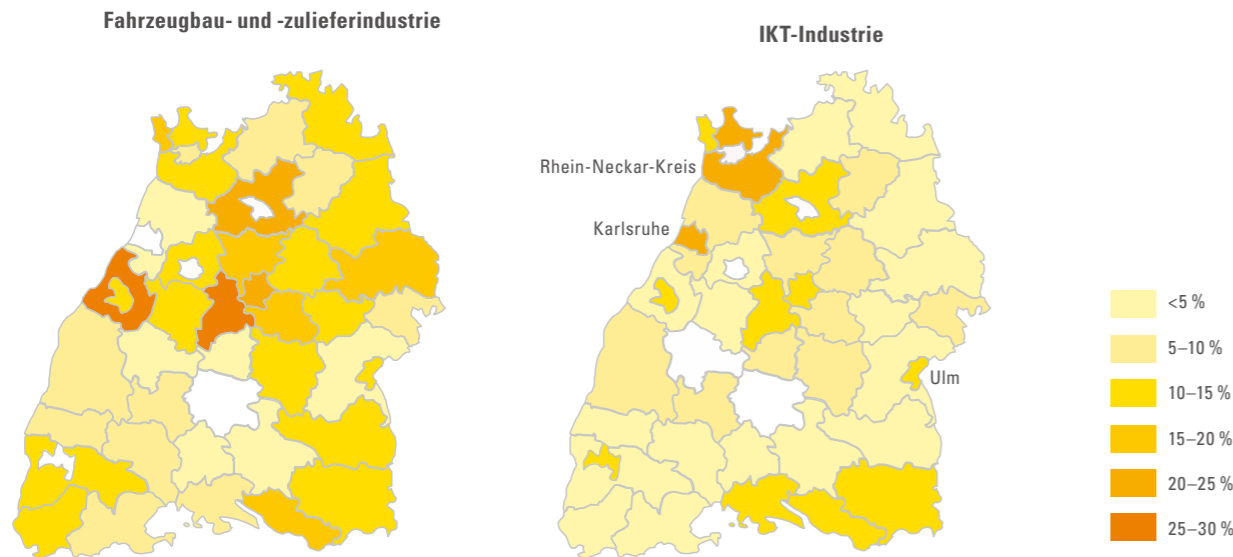 Fahrzeugbau- und -zulieferindustrie
IKT-Industrie
Rhein-Neckar-Kreis
Karlsruhe
Ulm
<5 %
5–10 %
10–15 %
15–20 %
20–25 %
25–30 %